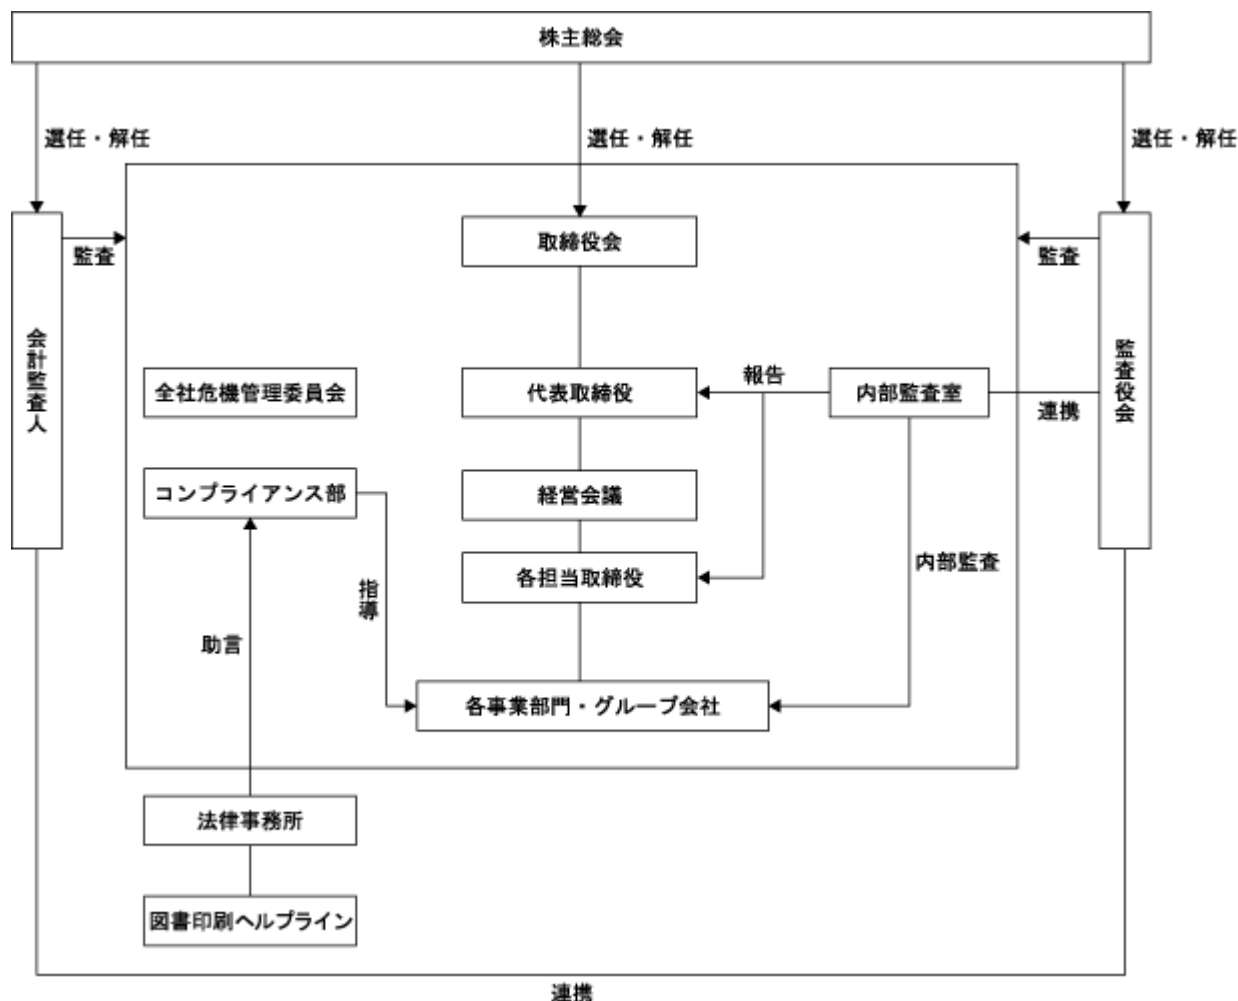 株主総会
選任・解任
選任・解任
選任・解任
取締役会
監査
監査
会計監査人
監査役会
全社危機管理委員会
代表取締役
報告
内部監査室
連携
コンプライアンス部
経営会議
各担当取締役
内部監査
指導
助言
各事業部門・グループ会社
法律事務所
図書印刷ヘルプライン
連携